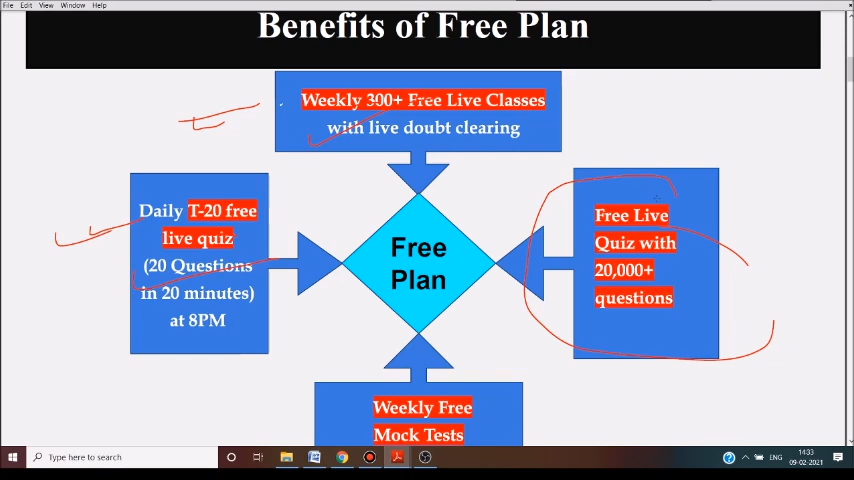 File Edit View Window Help
Benefits of Free Plan
Weekly 300+ Free Live Classes
with live doubt clearing
Daily T-20 free
live quiz
(20 Questions
in 20 minutes)
at 8PM
Free
Plan
Free Live
Quiz with
20,000+
questions
Weekly Free
Mock Tests
Type here to search
ENG
14:33
09-02-2021